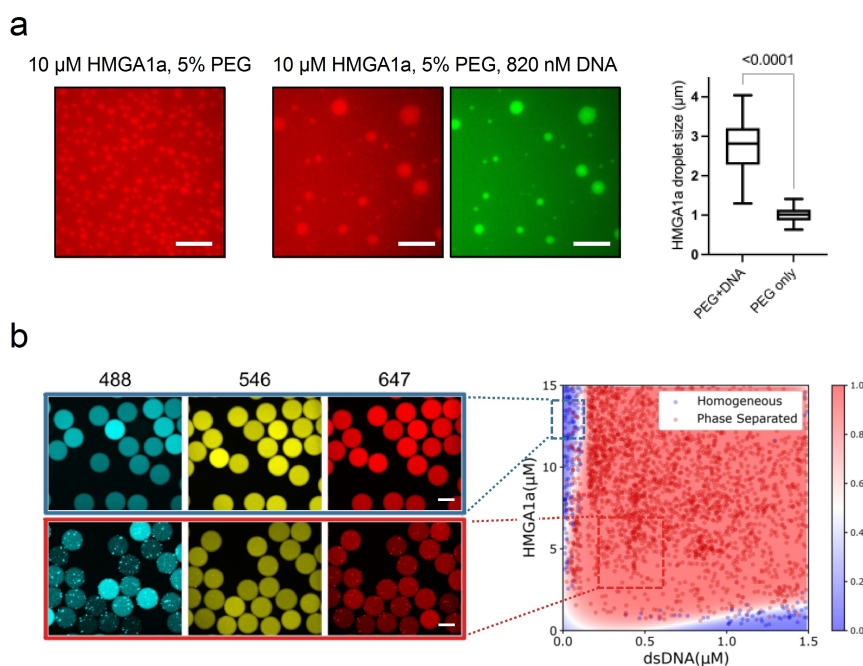 a
10 μM HMGA1a, 5% PEG
10 μM HMGA1a, 5% PEG, 820 nM DNA
<0.0001
HMGA1a droplet size (μm)
4
3
2
1
0
PEG+DNA
PEG only
b
488
546
647
HMGA1a(μM)
15
10
5
0
Homogeneous
Phase Separated
0.0
0.5
1.0
1.5
dsDNA(μM)
1.0
0.8
0.6
0.4
0.2
0.0